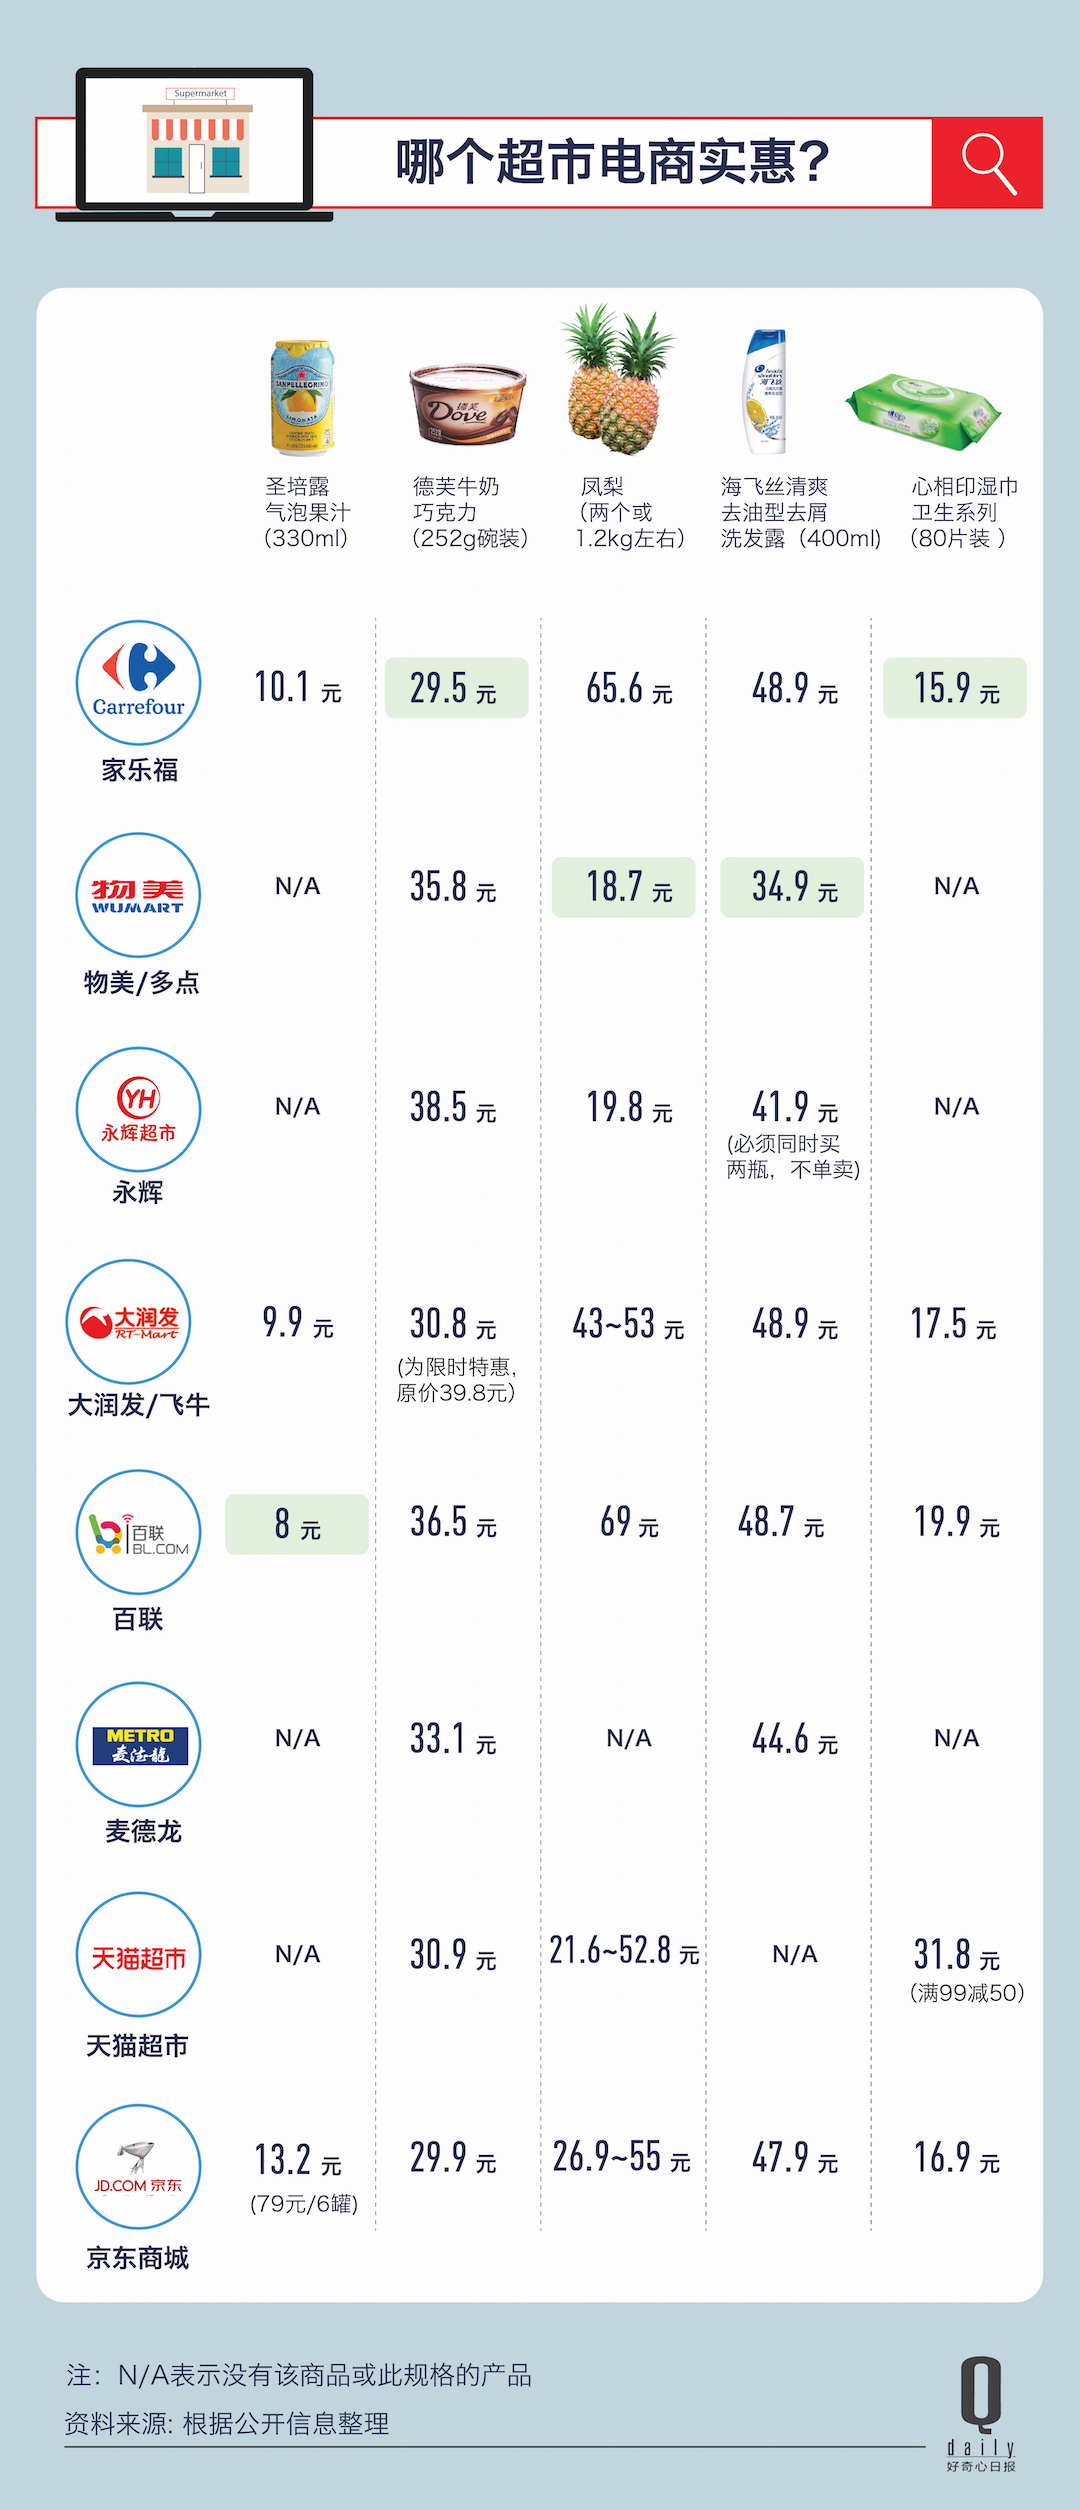 Supermarket
哪个超市电商实惠?
SANPELLEGRINO
LIMONATA
德芙
Dove
head&
shoulders
海飞丝
圣培露
气泡果汁
(330ml)
德芙牛奶
巧克力
(252g碗装)
凤梨
(两个或
1.2kg左右)
海飞丝清爽
去油型去屑
洗发露 (400ml)
心相印湿巾
卫生系列
(80片装 )
Carrefour
家乐福
10.1 元
29.5 元
65.6 元
48.9 元
15.9 元
物美
WUMART
物美/多点
N/A
35.8 元
18.7 元
34.9 元
N/A
YH
永辉超市
永辉
N/A
38.5 元
19.8 元
41.9 元
(必须同时买
两瓶，不单卖)
N/A
大润发
RT-Mart
大润发/飞牛
9.9 元
30.8 元
(为限时特惠，
原价39.8元)
43~53 元
48.9 元
17.5 元
百联
BL.COM
百联
8 元
36.5 元
69 元
48.7 元
19.9 元
METRO
麦德龍
麦德龙
N/A
33.1 元
N/A
44.6 元
N/A
天猫超市
天猫超市
N/A
30.9 元
21.6~52.8 元
N/A
31.8 元
(满99减50)
JD.COM 京东
京东商城
13.2 元
(79元/6罐)
29.9 元
26.9~55 元
47.9 元
16.9 元
注：N/A表示没有该商品或此规格的产品
资料来源: 根据公开信息整理
Q
daily
好奇心日报